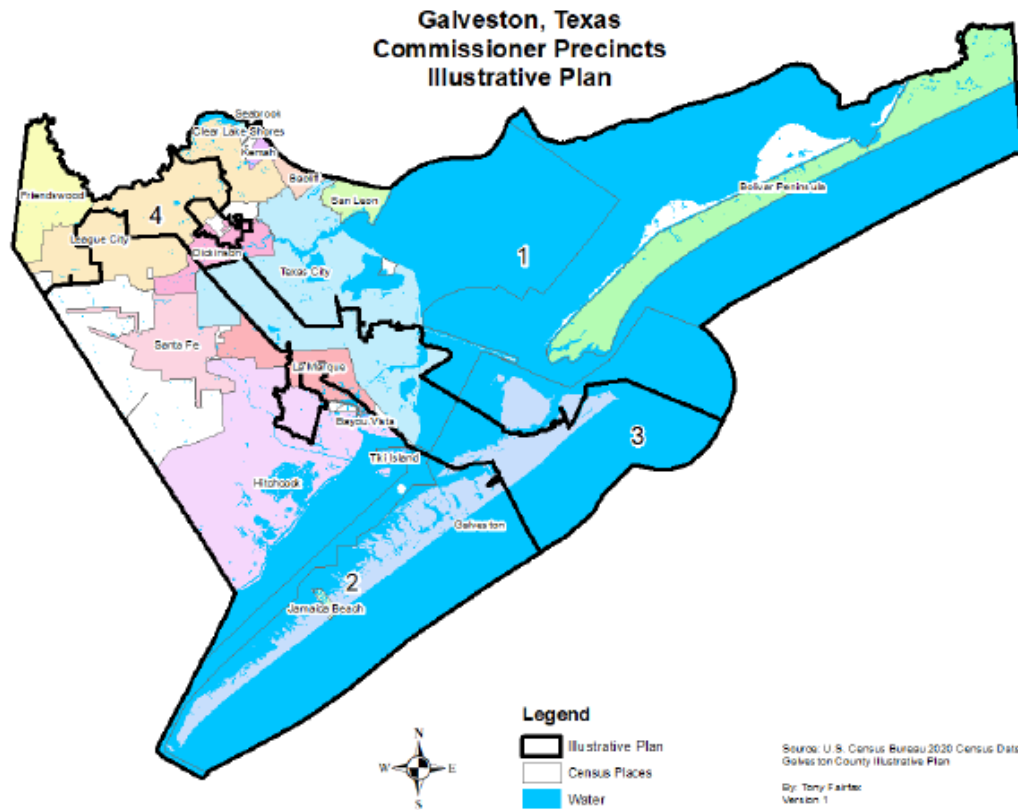 Galveston, Texas
Commissioner Precincts
Illustrative Plan
Seabrook
Clear Lake Shores
Kemah
Bacliff
San Leon
Friendswood
4
League City
Dickinson
Texas City
1
Bolivar Peninsula
Santa Fe
La Marque
Bayou Vista
Tiki Island
3
Hitchcock
Galveston
2
Jamaica Beach
N
W
E
S
Legend
Illustrative Plan
Census Places
Water
Source: U.S. Census Bureau 2020 Census Data
Galveston County Illustrative Plan
By: Tony Fairfax
Version 1